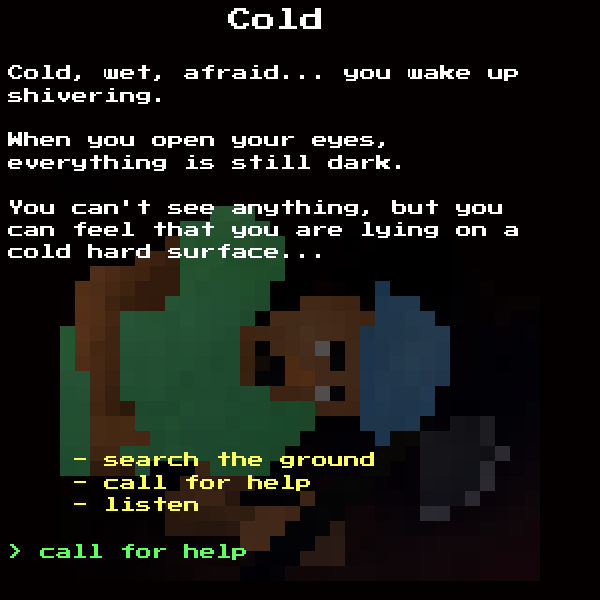 Cold
Cold, wet, afraid... you wake up
shivering.
When you open your eyes,
everything is still dark.
You can't see anything, but you
can feel that you are lying on a
cold hard surface...
- search the ground
- call for help
- listen
> call for help